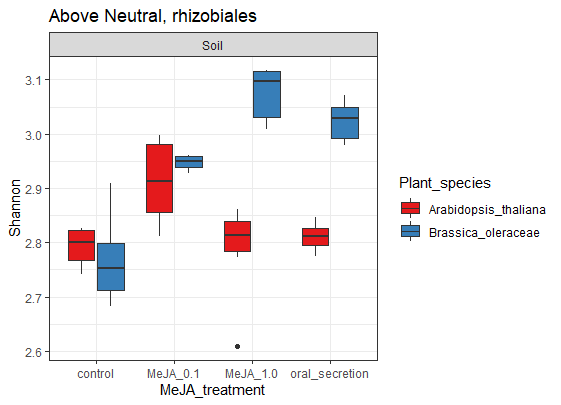 Above Neutral, rhizobiales
Soil
Shannon
3.1
3.0
2.9
2.8
2.7
2.6
control MeJA_0.1 MeJA_1.0 oral_secretion
MeJA_treatment
Plant_species
Arabidopsis_thaliana
Brassica_oleraceae